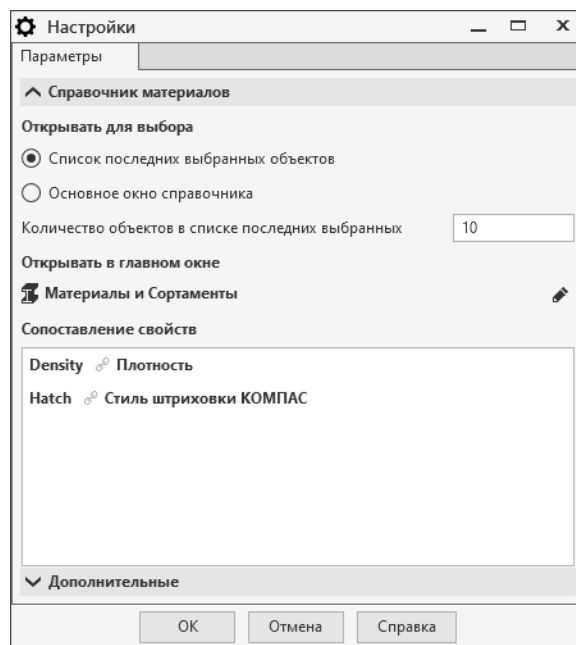 Настройки
Параметры
Справочник материалов
Открывать для выбора
Список последних выбранных объектов
Основное окно справочника
Количество объектов в списке последних выбранных 10
Открывать в главном окне
Материалы и Сортаменты
Сопоставление свойств
Density Плотность
Hatch Стиль штриховки КОМПАС
Дополнительные
ОК Отмена Справка